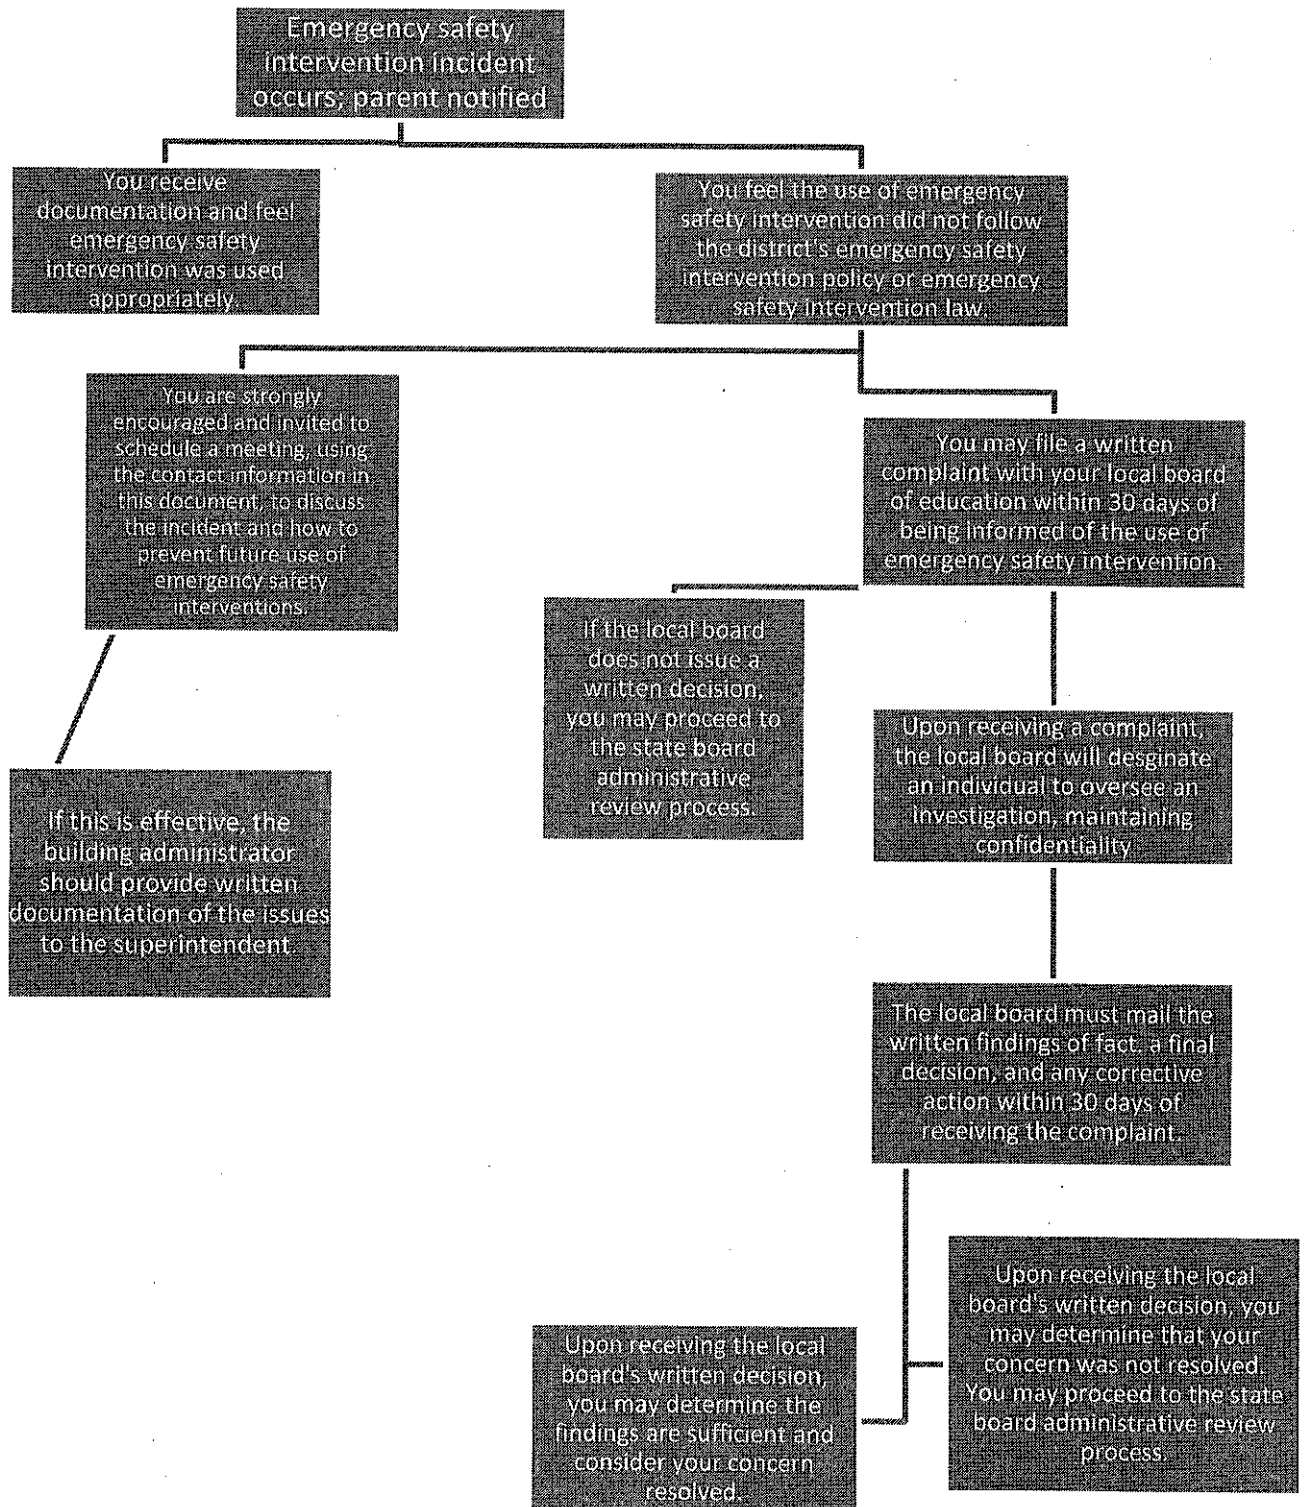 Emergency safety
intervention incident
occurs; parent notified
You receive
documentation and feel
emergency safety
intervention was used
appropriately.
You feel the use of emergency
safety intervention did not follow
the district's emergency safety
intervention policy or emergency
safety intervention law.
You are strongly
encouraged and invited to
schedule a meeting, using
the contact information in
this document, to discuss
the incident and how to
prevent future use of
emergency safety
interventions.
If this is effective, the
building administrator
should provide written
documentation of the issues
to the superintendent.
You may file a written
complaint with your local board
of education within 30 days of
being informed of the use of
emergency safety intervention.
If the local board
does not issue a
written decision,
you may proceed to
the state board
administrative
review process.
Upon receiving a complaint,
the local board will desginate
an individual to oversee an
investigation, maintaining
confidentiality
The local board must mail the
written findings of fact, a final
decision, and any corrective
action within 30 days of
receiving the complaint.
Upon receiving the local
board's written decision,
you may determine the
findings are sufficient and
consider your concern
resolved.
Upon receiving the local
board's written decision, you
may determine that your
concern was not resolved.
You may proceed to the state
board administrative review
process.